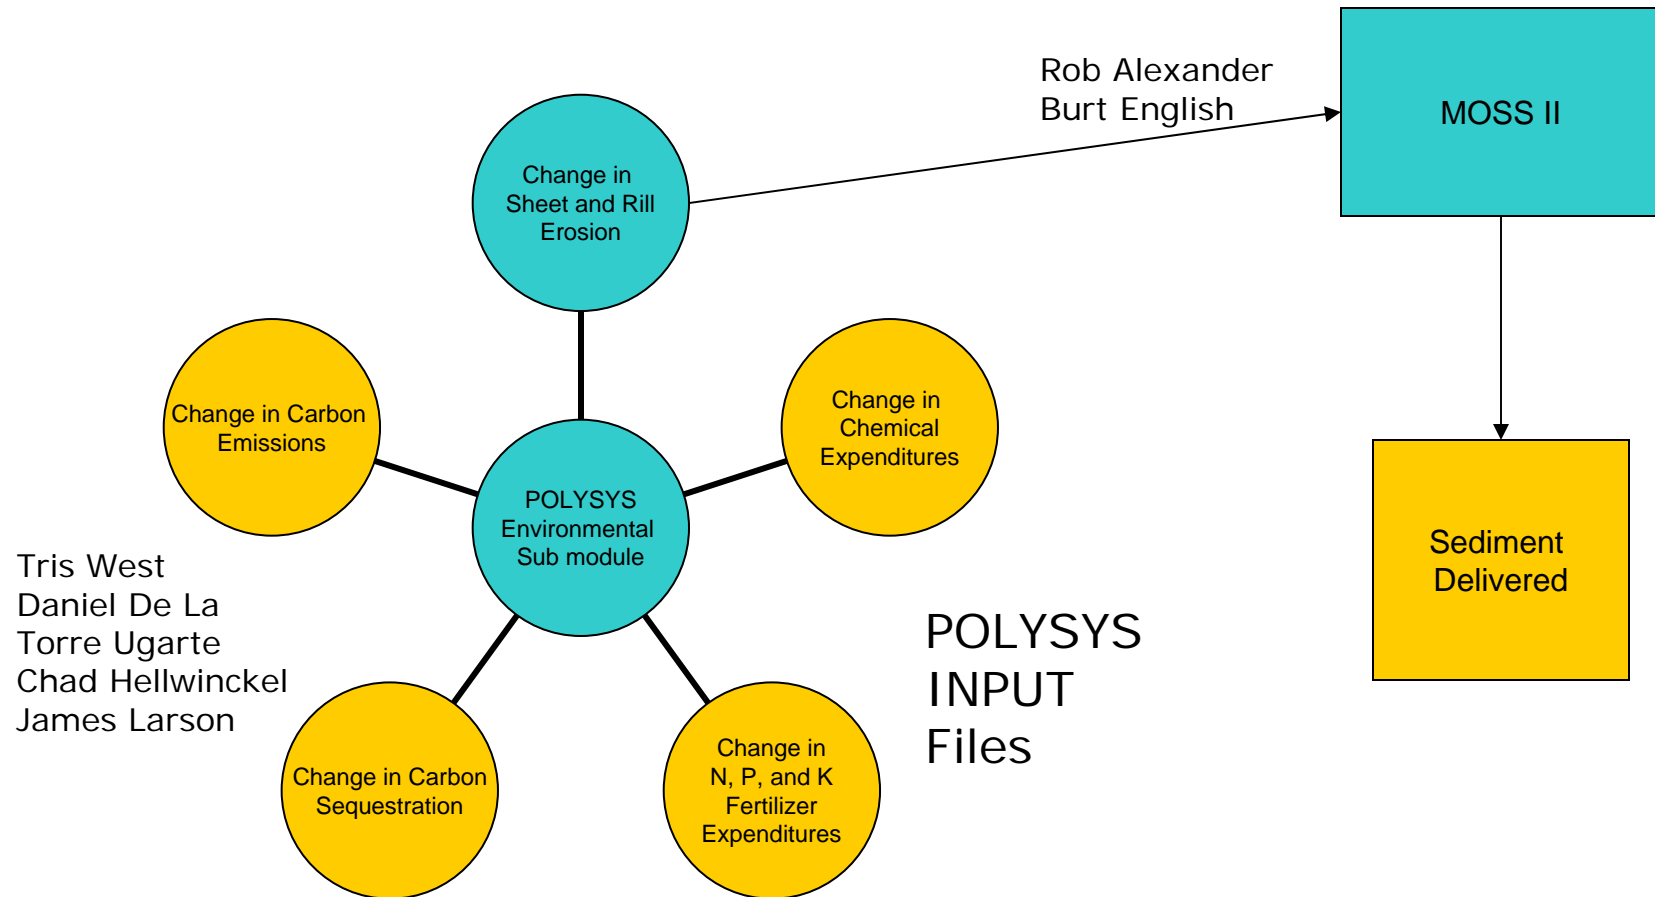 Rob Alexander
Burt English
MOSS II
Change in
Sheet and Rill
Erosion
Change in Carbon
Emissions
Change in
Chemical
Expenditures
POLYSYS
Environmental
Sub module
Sediment
Delivered
Tris West
Daniel De La
Torre Ugarte
Chad Hellwinckel
James Larson
POLYSYS
INPUT
Files
Change in Carbon
Sequestration
Change in
N, P, and K
Fertilizer
Expenditures